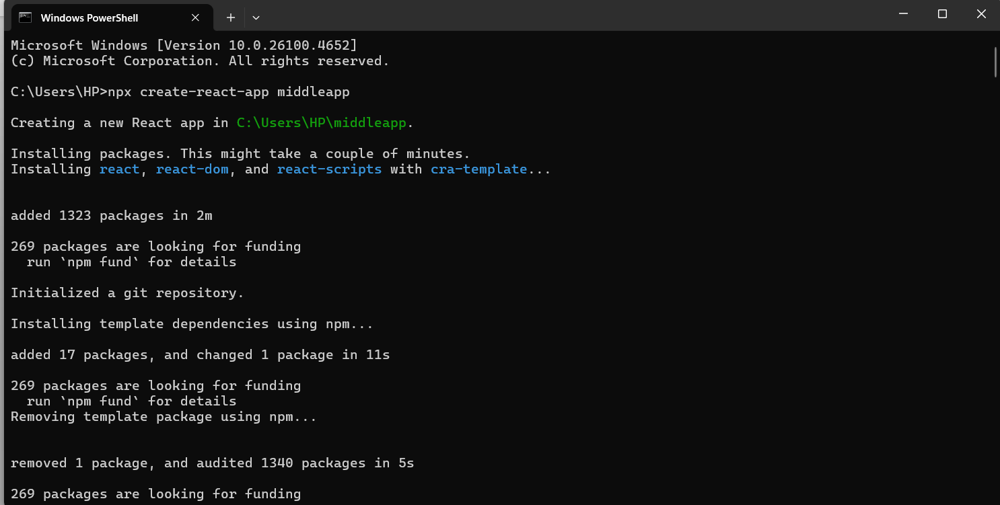 Windows PowerShell
Microsoft Windows [Version 10.0.26100.4652]
(c) Microsoft Corporation. All rights reserved.
C:\Users\HP>npx create-react-app middleapp
Creating a new React app in C:\Users\HP\middleapp.
Installing packages. This might take a couple of minutes.
Installing react, react-dom, and react-scripts with cra-template...
added 1323 packages in 2m
269 packages are looking for funding
  run `npm fund` for details
Initialized a git repository.
Installing template dependencies using npm...
added 17 packages, and changed 1 package in 11s
269 packages are looking for funding
  run `npm fund` for details
Removing template package using npm...
removed 1 package, and audited 1340 packages in 5s
269 packages are looking for funding